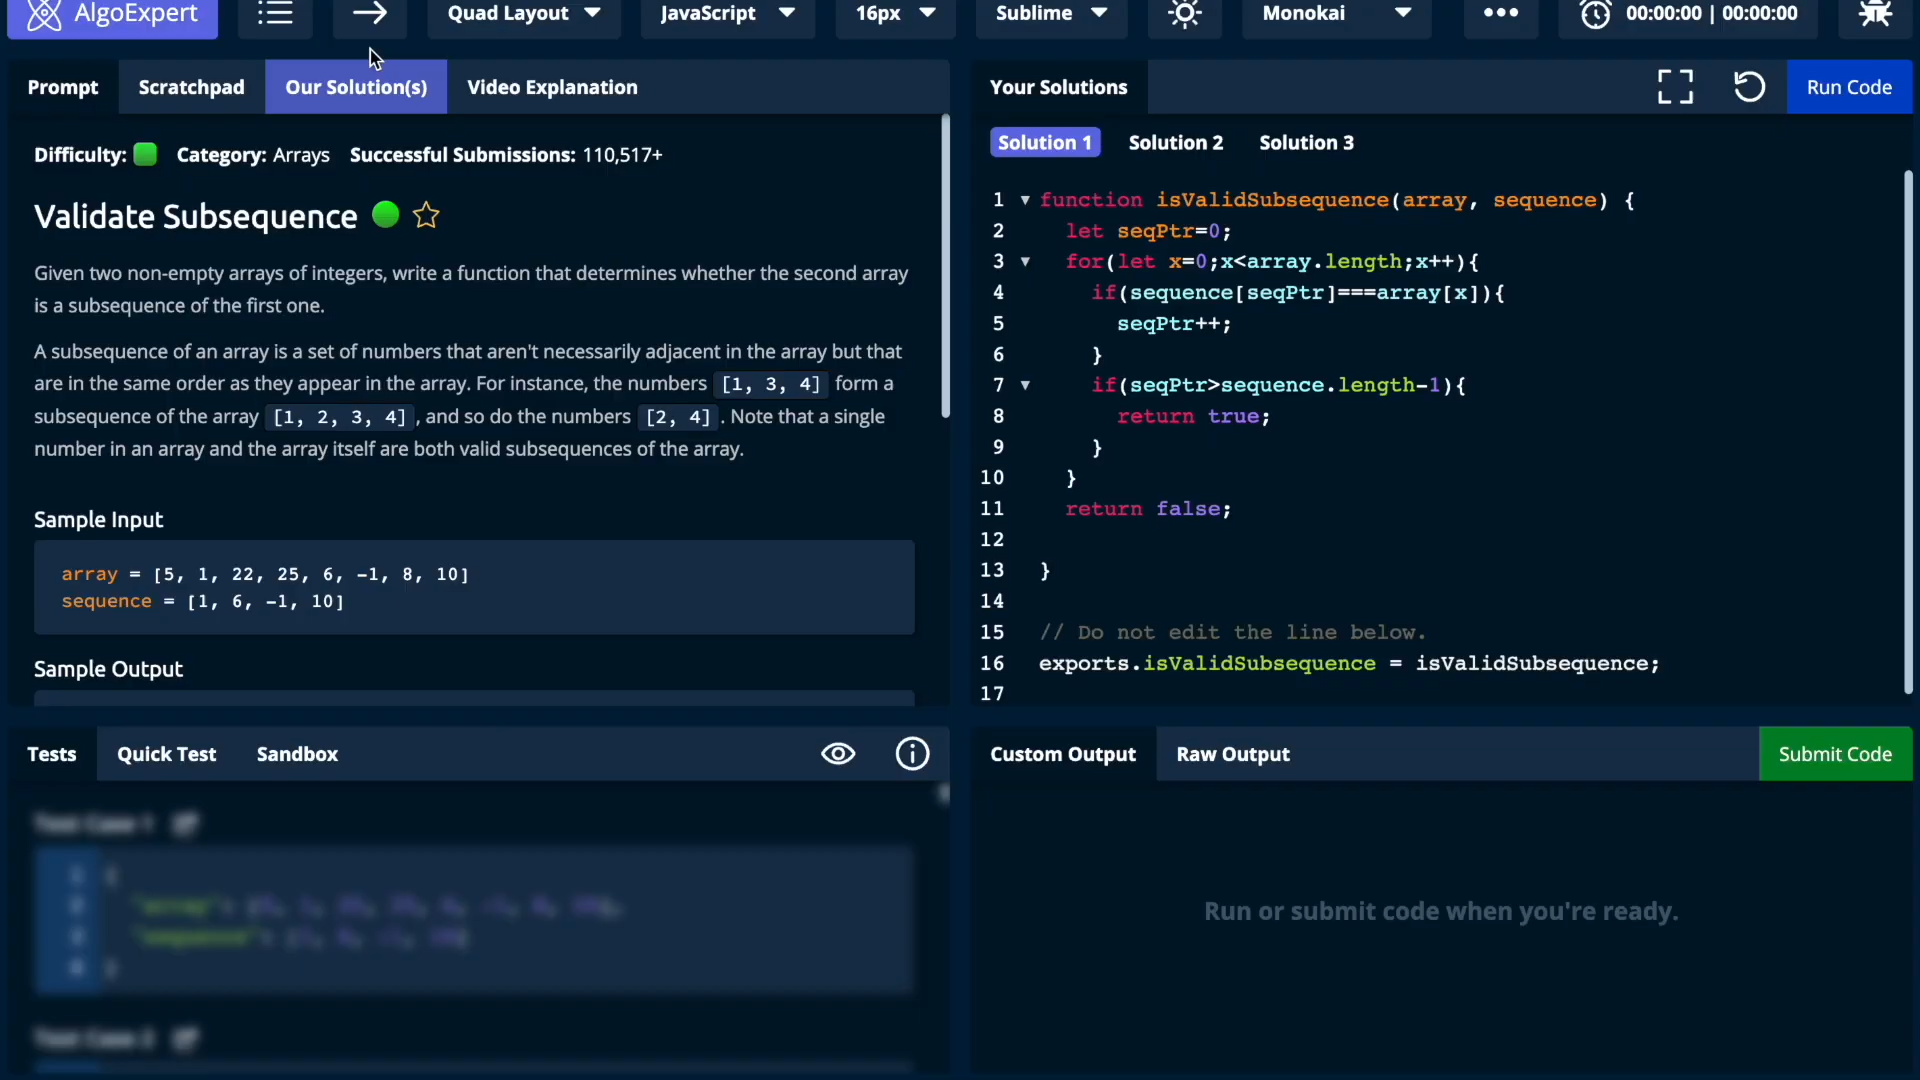 AlgoExpert
Quad Layout
JavaScript
16px
Sublime
Monokai
00:00:00 | 00:00:00
Prompt
Scratchpad
Our Solution(s)
Video Explanation
Difficulty:
Category: Arrays
Successful Submissions: 110,517+
Validate Subsequence
Given two non-empty arrays of integers, write a function that determines whether the second array
is a subsequence of the first one.
A subsequence of an array is a set of numbers that aren't necessarily adjacent in the array but that
are in the same order as they appear in the array. For instance, the numbers [1, 3, 4] form a
subsequence of the array [1, 2, 3, 4], and so do the numbers [2, 4]. Note that a single
number in an array and the array itself are both valid subsequences of the array.
Sample Input
array = [5, 1, 22, 25, 6, -1, 8, 10]
sequence = [1, 6, -1, 10]
Sample Output
Your Solutions
Run Code
Solution 1
Solution 2
Solution 3
1 function isValidSubsequence(array, sequence) {
2 let seqPtr=0;
3 for(let x=0;x<array.length;x++){
4 if(sequence[seqPtr]===array[x]){
5 seqPtr++;
6 }
7 if(seqPtr>sequence.length-1){
8 return true;
9 }
10 }
11 return false;
12
13 }
14
15 // Do not edit the line below.
16 exports.isValidSubsequence = isValidSubsequence;
17
Tests
Quick Test
Sandbox
Test Case 1
Test Case 2
Custom Output
Raw Output
Submit Code
Run or submit code when you're ready.